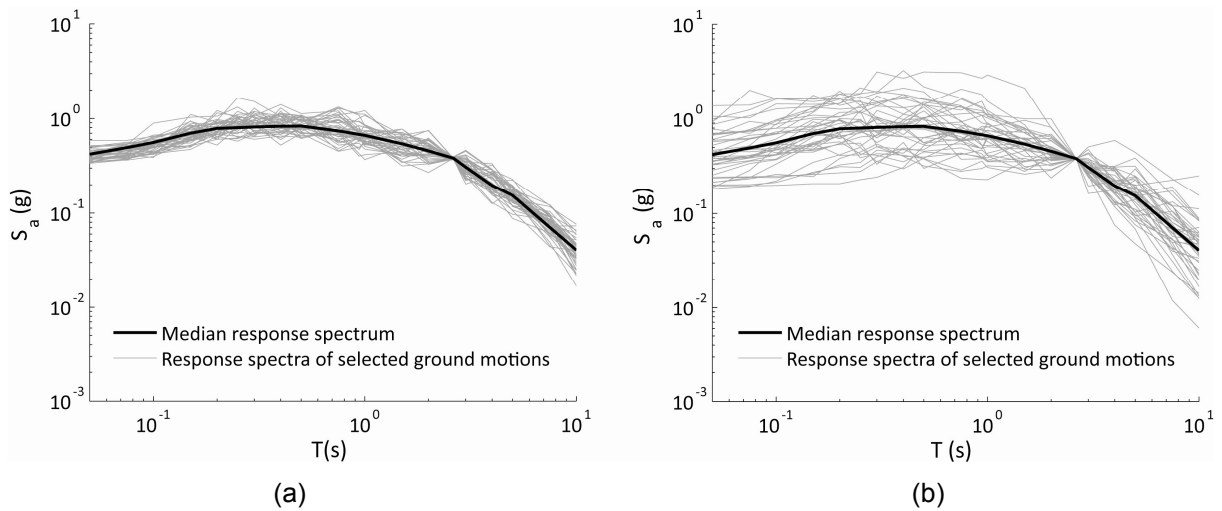 10^1
10^0
10^-1
10^-2
10^-3
S_a (g)
Median response spectrum
Response spectra of selected ground motions
10^-1
10^0
10^1
T(s)
(a)
10^1
10^0
10^-1
10^-2
10^-3
S_a (g)
Median response spectrum
Response spectra of selected ground motions
10^-1
10^0
10^1
T (s)
(b)